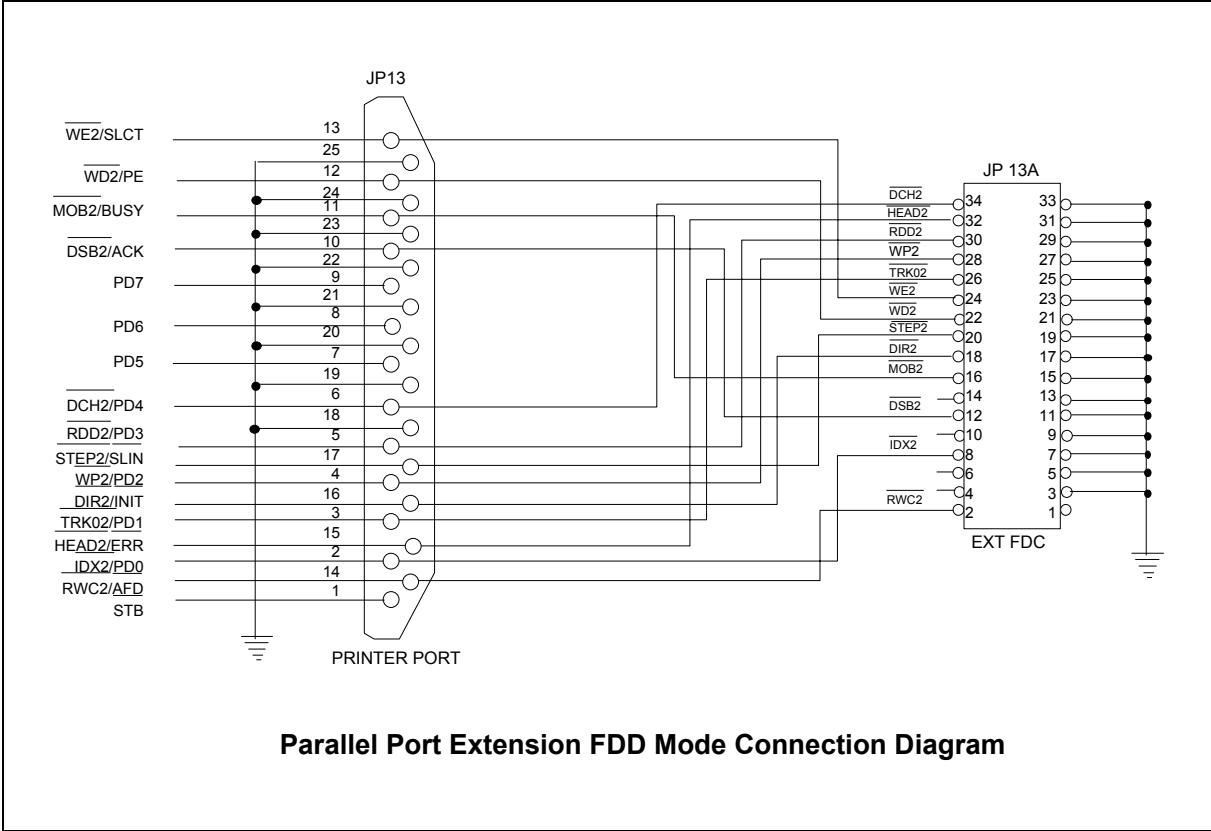 JP13
WE2/SLCT
WD2/PE
MOB2/BUSY
DSB2/ACK
PD7
PD6
PD5
DCH2/PD4
RDD2/PD3
STEP2/SLIN
WP2/PD2
DIR2/INIT
TRK02/PD1
HEAD2/ERR
IDX2/PD0
RWC2/AFD
STB
13
25
12
24
11
23
10
22
9
21
8
20
7
19
6
18
5
17
4
16
3
15
2
14
1
PRINTER PORT
JP 13A
DCH2
HEAD2
RDD2
WP2
TRK02
WE2
WD2
STEP2
DIR2
MOB2
DSB2
IDX2
RWC2
34 33
32 31
30 29
28 27
26 25
24 23
22 21
20 19
18 17
16 15
14 13
12 11
10 9
8 7
6 5
4 3
2 1
EXT FDC
Parallel Port Extension FDD Mode Connection Diagram